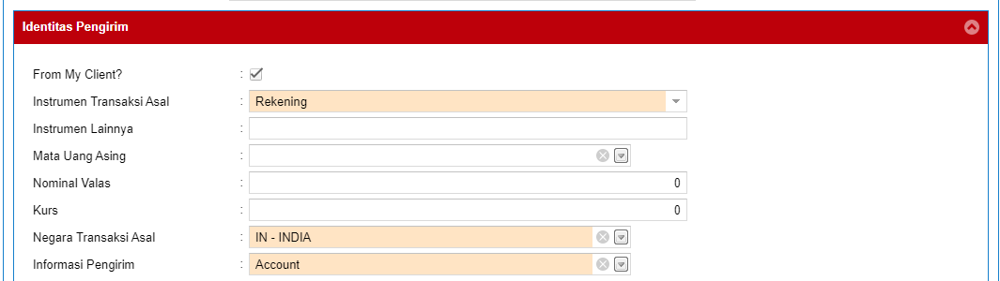 Identitas Pengirim
From My Client? :
Instrumen Transaksi Asal : Rekening
Instrumen Lainnya :
Mata Uang Asing :
Nominal Valas : 0
Kurs : 0
Negara Transaksi Asal : IN - INDIA
Informasi Pengirim : Account